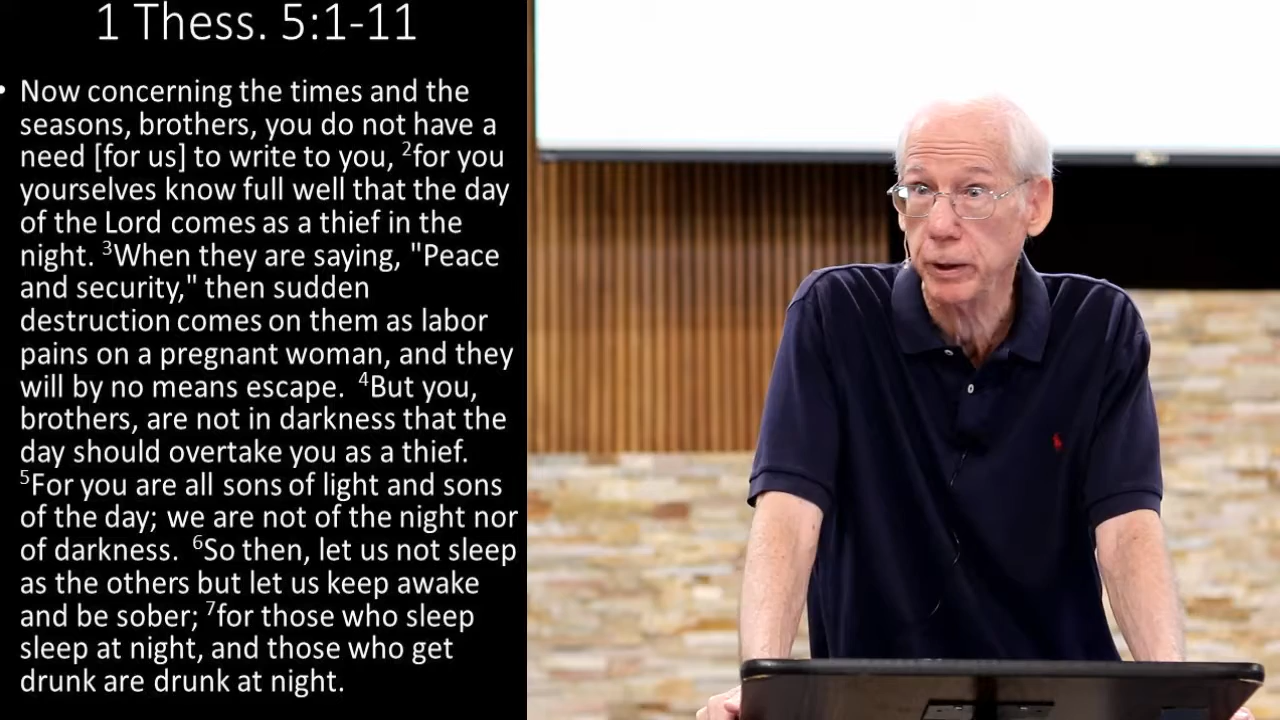 1 Thess. 5:1-11
• Now concerning the times and the
seasons, brothers, you do not have a
need [for us] to write to you, ²for you
yourselves know full well that the day
of the Lord comes as a thief in the
night. ³When they are saying, "Peace
and security," then sudden
destruction comes on them as labor
pains on a pregnant woman, and they
will by no means escape. ⁴But you,
brothers, are not in darkness that the
day should overtake you as a thief.
⁵For you are all sons of light and sons
of the day; we are not of the night nor
of darkness. ⁶So then, let us not sleep
as the others but let us keep awake
and be sober; ⁷for those who sleep
sleep at night, and those who get
drunk are drunk at night.